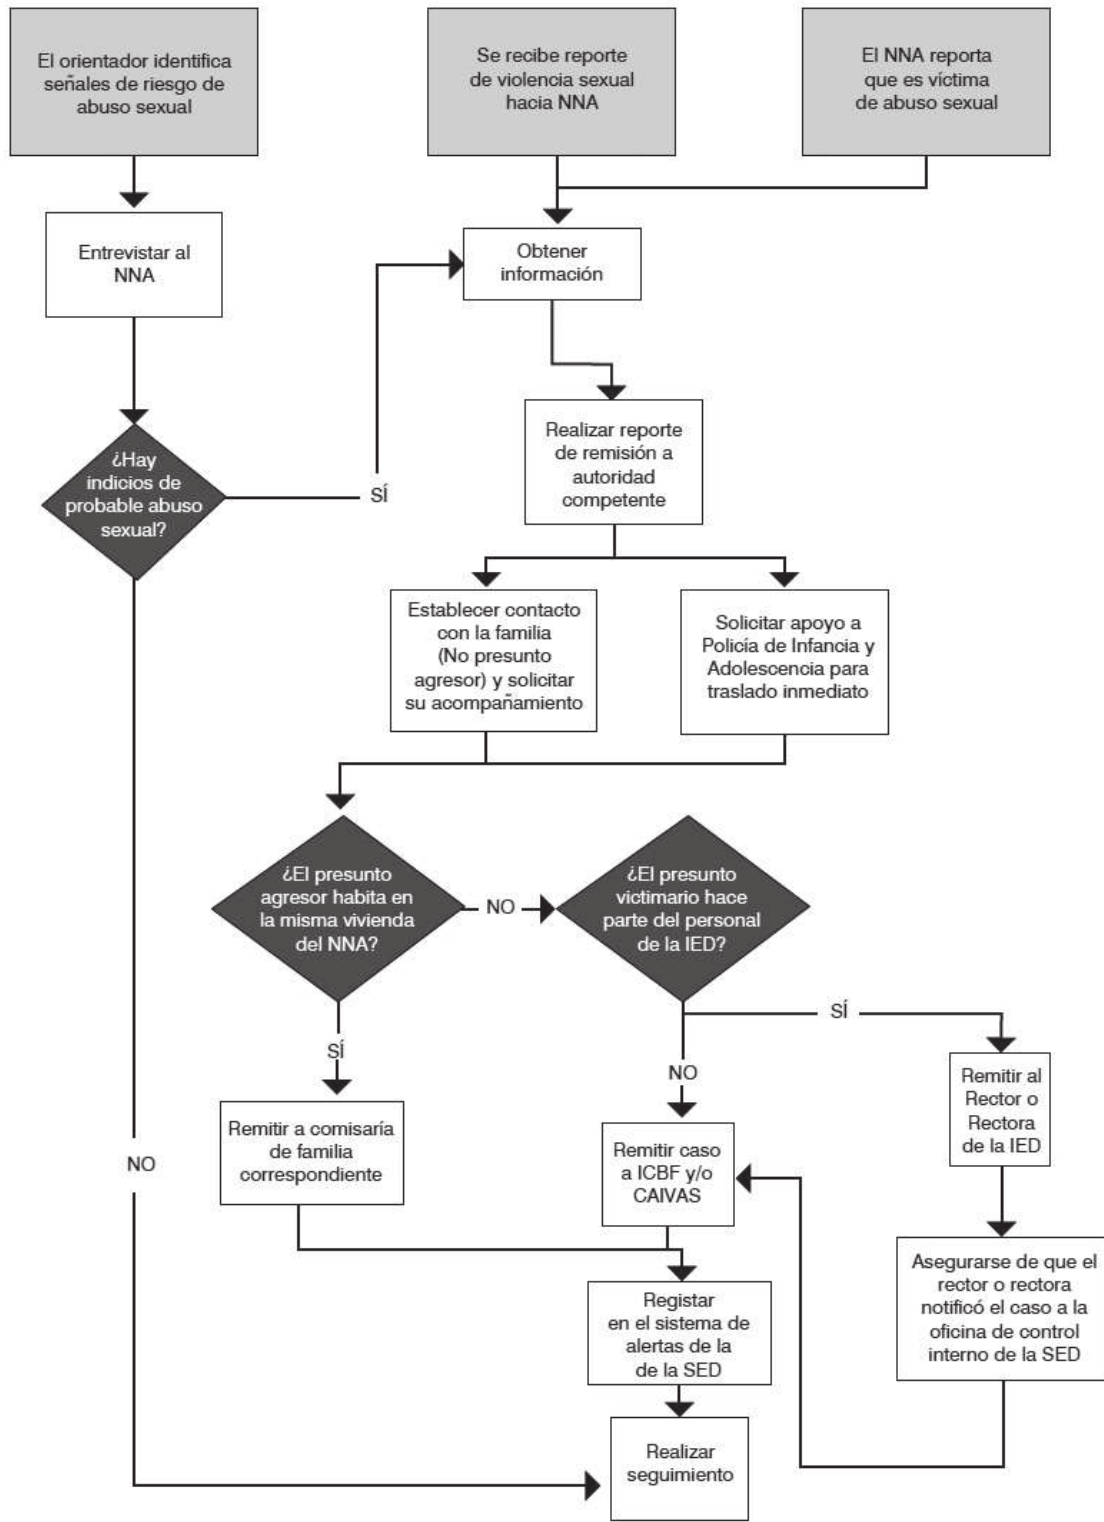 El orientador identifica
señales de riesgo de
abuso sexual
Se recibe reporte
de violencia sexual
hacia NNA
El NNA reporta
que es víctima
de abuso sexual
Entrevistar al
NNA
Obtener
información
¿Hay
indicios de
probable abuso
sexual?
SÍ
Realizar reporte
de remisión a
autoridad
competente
Establecer contacto
con la familia
(No presunto
agresor) y solicitar
su acompañamiento
Solicitar apoyo a
Policía de Infancia y
Adolescencia para
traslado inmediato
¿El presunto
agresor habita en
la misma vivienda
del NNA?
NO
¿El presunto
victimario hace
parte del personal
de la IED?
SÍ
SÍ
NO
Remitir al
Rector o
Rectora
de la IED
Remitir a comisaría
de familia
correspondiente
NO
Remitir caso
a ICBF y/o
CAIVAS
Asegurarse de que el
rector o rectora
notificó el caso a la
oficina de control
interno de la SED
Registar
en el sistema de
alertas de la
de la SED
Realizar
seguimiento